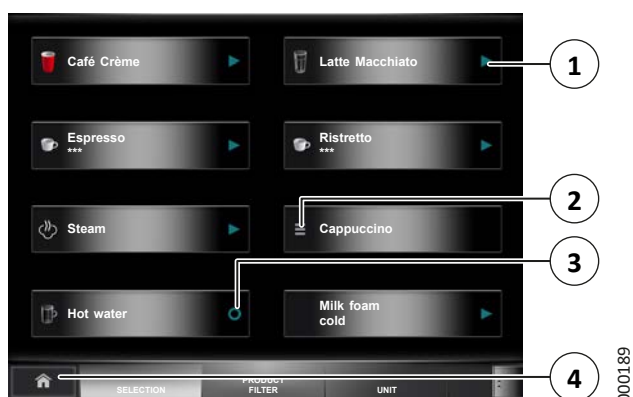 Café Crème
Latte Macchiato
1
Espresso
***
Ristretto
***
2
Steam
Cappuccino
3
Hot water
Milk foam
cold
SELECTION
PRODUCT
FILTER
UNIT
4
000189